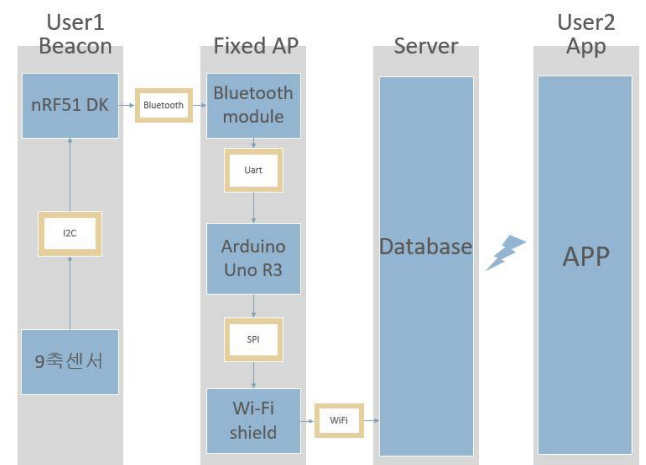 User1
Beacon
Fixed AP
Server
User2
App
nRF51 DK
Bluetooth
Bluetooth
module
Uart
I2C
Arduino
Uno R3
Database
APP
SPI
9축센서
Wi-Fi
shield
WiFi